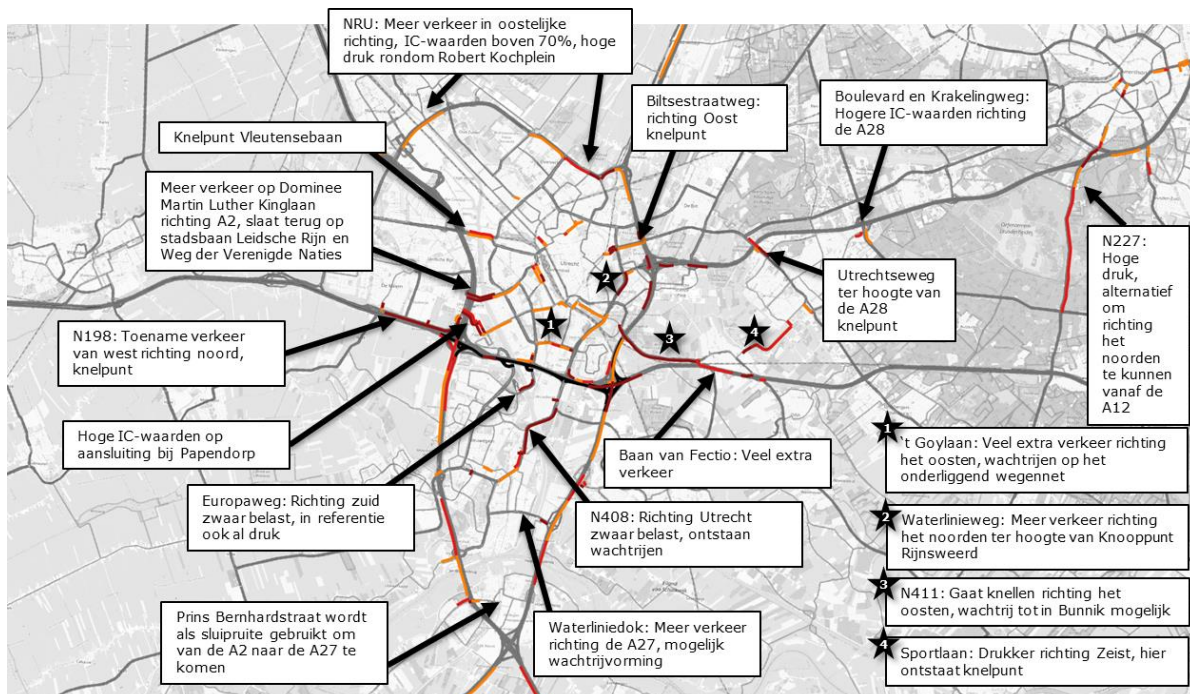 NRU: Meer verkeer in oostelijke
richting, IC-waarden boven 70%, hoge
druk rondom Robert Kochplein
Knelpunt Vleutensebaan
Biltsestraatweg:
richting Oost
knelpunt
Boulevard en Krakelingweg:
Hogere IC-waarden richting
de A28
Meer verkeer op Dominee
Martin Luther Kinglaan
richting A2, slaat terug op
stadsbaan Leidsche Rijn en
Weg der Verenigde Naties
N227:
Hoge
druk,
alternatief
om
richting
het
noorden
te kunnen
vanaf de
A12
Utrechtseweg
ter hoogte van
de A28
knelpunt
N198: Toename verkeer
van west richting noord,
knelpunt
Hoge IC-waarden op
aansluiting bij Papendorp
Baan van Fectio: Veel extra
verkeer
Europaweg: Richting zuid
zwaar belast, in referentie
ook al druk
N408: Richting Utrecht
zwaar belast, ontstaan
wachtrijen
Prins Bernhardstraat wordt
als sluipruite gebruikt om
van de A2 naar de A27 te
komen
Waterliniedok: Meer verkeer
richting de A27, mogelijk
wachtrijvorming
1
2
3
4
Utrecht
1
`t Goylaan: Veel extra verkeer richting
het oosten, wachtrijen op het
onderliggend wegennet
2
Waterlinieweg: Meer verkeer richting
het noorden ter hoogte van Knooppunt
Rijnsweerd
3
N411: Gaat knellen richting het
oosten, wachtrij tot in Bunnik mogelijk
4
Sportlaan: Drukker richting Zeist, hier
ontstaat knelpunt